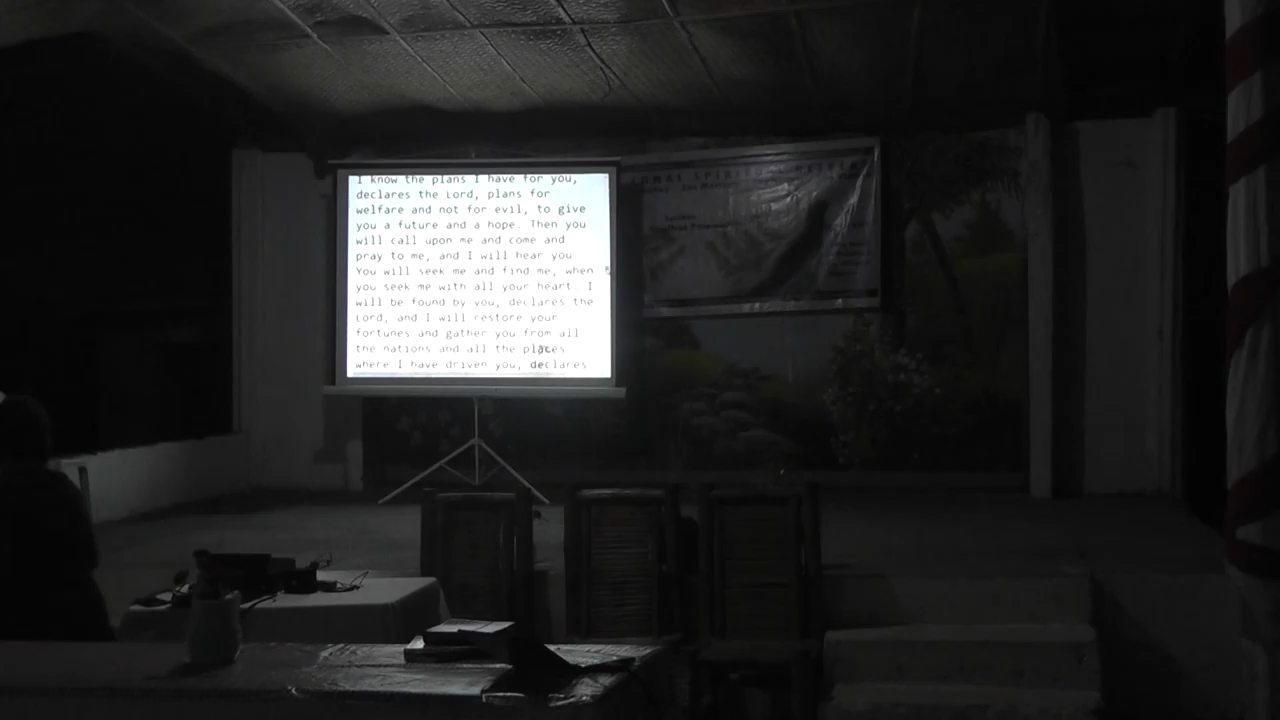 I know the plans I have for you,
declares the Lord, plans for
welfare and not for evil, to give
you a future and a hope. Then you
will call upon me and come and
pray to me, and I will hear you
You will seek me and find me, when
you seek me with all your heart. I
will be found by you, declares the
Lord, and I will restore your
fortunes and gather you from all
the nations and all the places
where I have driven you, declares